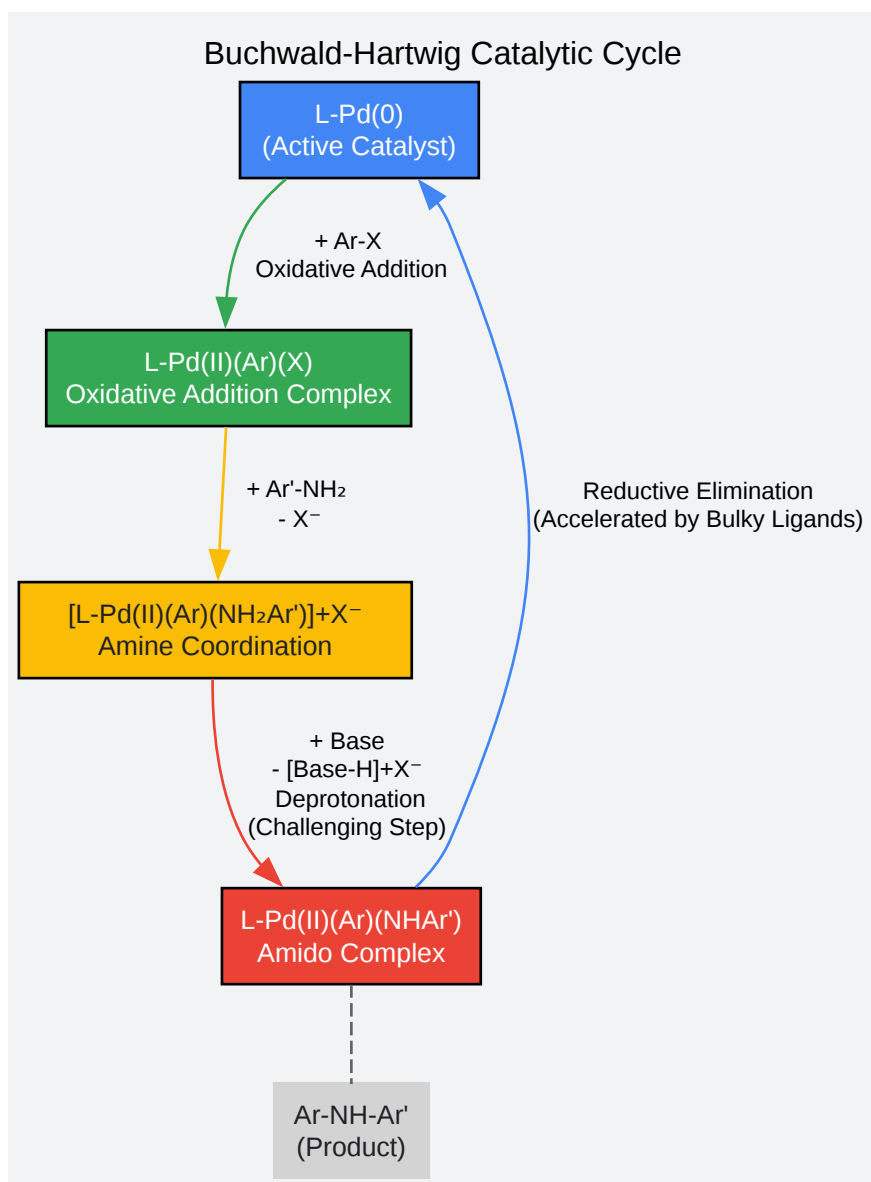 Buchwald-Hartwig Catalytic Cycle
L-Pd(0)
(Active Catalyst)
+ Ar-X
Oxidative Addition
L-Pd(II)(Ar)(X)
Oxidative Addition Complex
+ Ar'-NH₂
- X⁻
Reductive Elimination
(Accelerated by Bulky Ligands)
[L-Pd(II)(Ar)(NH₂Ar')]+X⁻
Amine Coordination
+ Base
- [Base-H]+X⁻
Deprotonation
(Challenging Step)
L-Pd(II)(Ar)(NHAr')
Amido Complex
Ar-NH-Ar'
(Product)